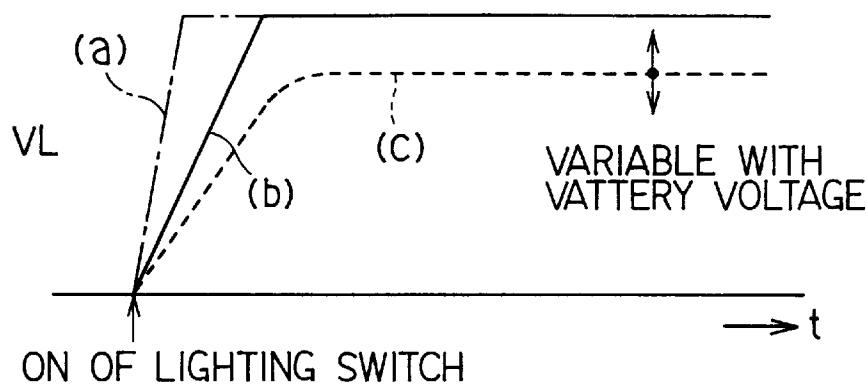 (a)
VL
(b)
(c)
VARIABLE WITH
VATTERY VOLTAGE
t
ON OF LIGHTING SWITCH